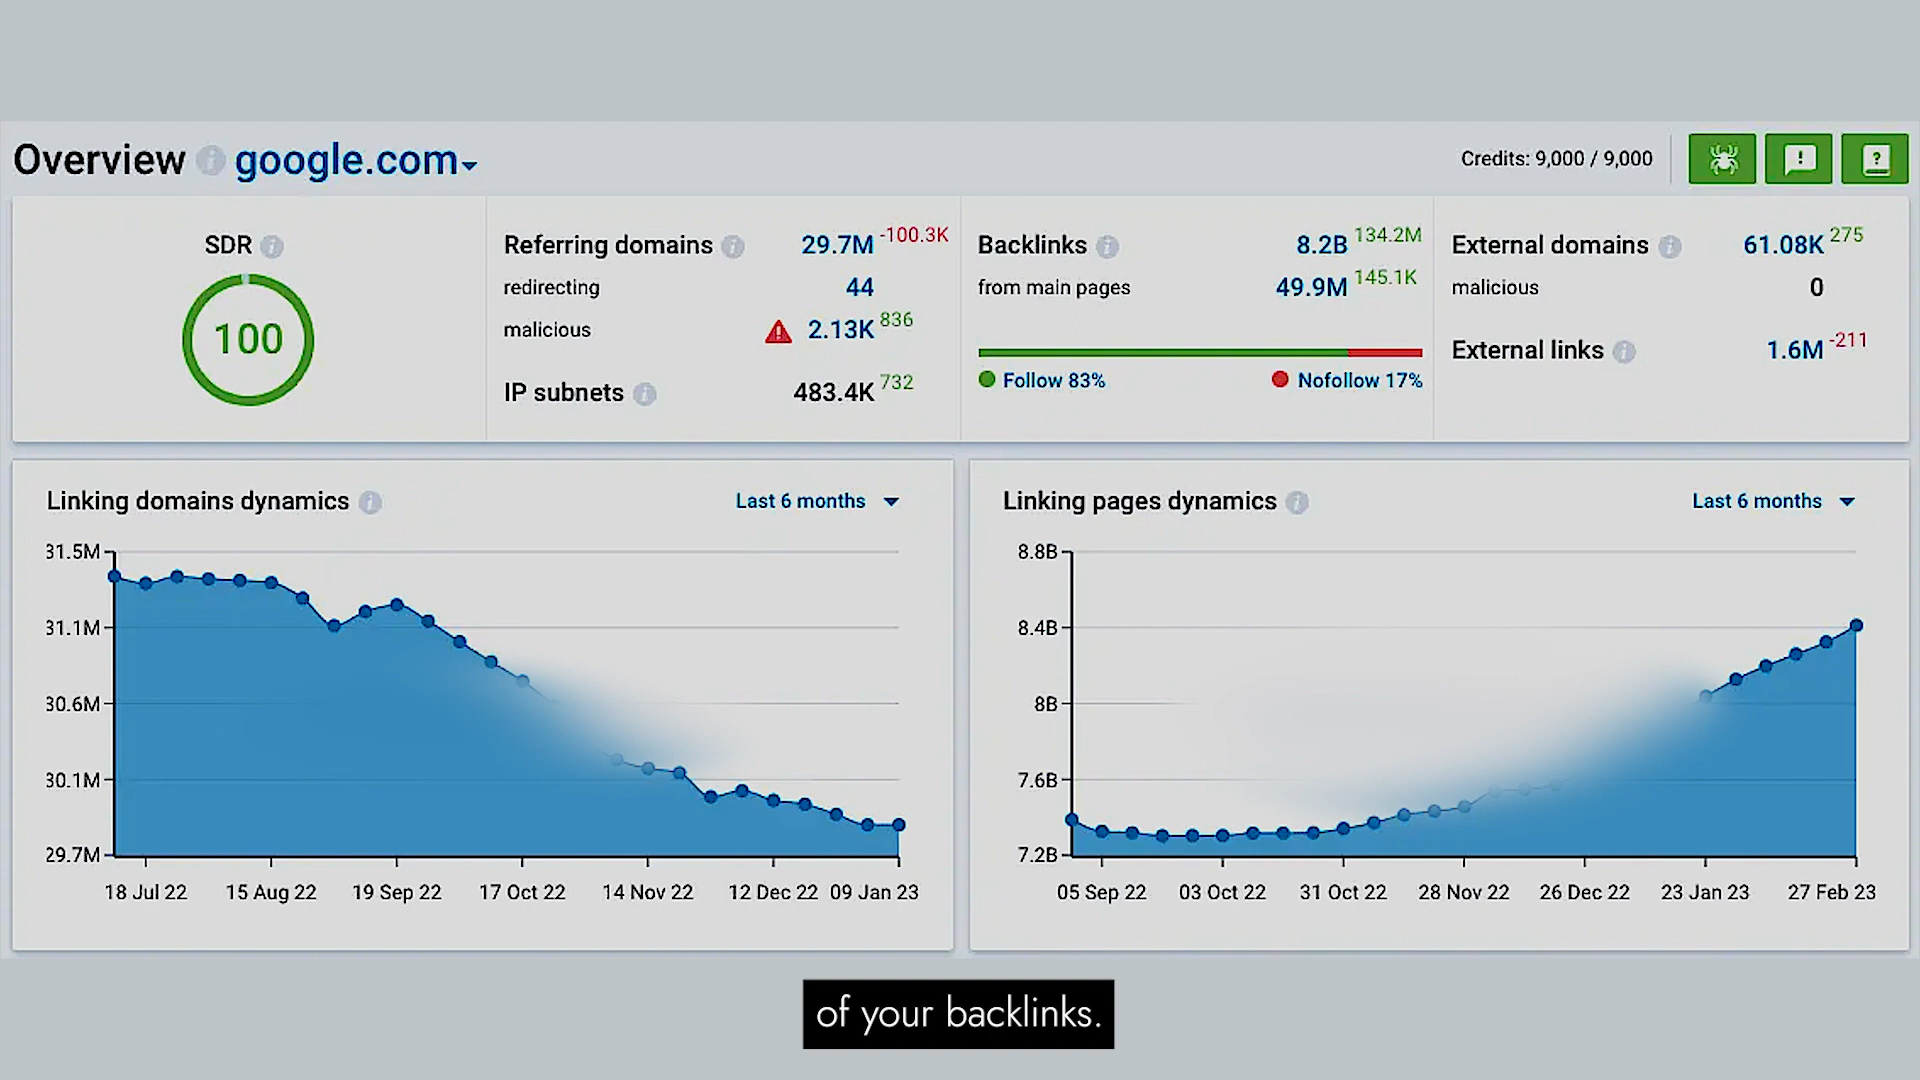 Overview google.com
Credits: 9,000 / 9,000
SDR
100
Referring domains 29.7M -100.3K
redirecting 44
malicious 2.13K 836
IP subnets 483.4K 732
Backlinks 8.2B 134.2M
from main pages 49.9M 145.1K
Follow 83% Nofollow 17%
External domains 61.08K 275
malicious 0
External links 1.6M -211
Linking domains dynamics Last 6 months
31.5M
31.1M
30.6M
30.1M
29.7M
18 Jul 22 15 Aug 22 19 Sep 22 17 Oct 22 14 Nov 22 12 Dec 22 09 Jan 23
Linking pages dynamics Last 6 months
8.8B
8.4B
8B
7.6B
7.2B
05 Sep 22 03 Oct 22 31 Oct 22 28 Nov 22 26 Dec 22 23 Jan 23 27 Feb 23
of your backlinks.